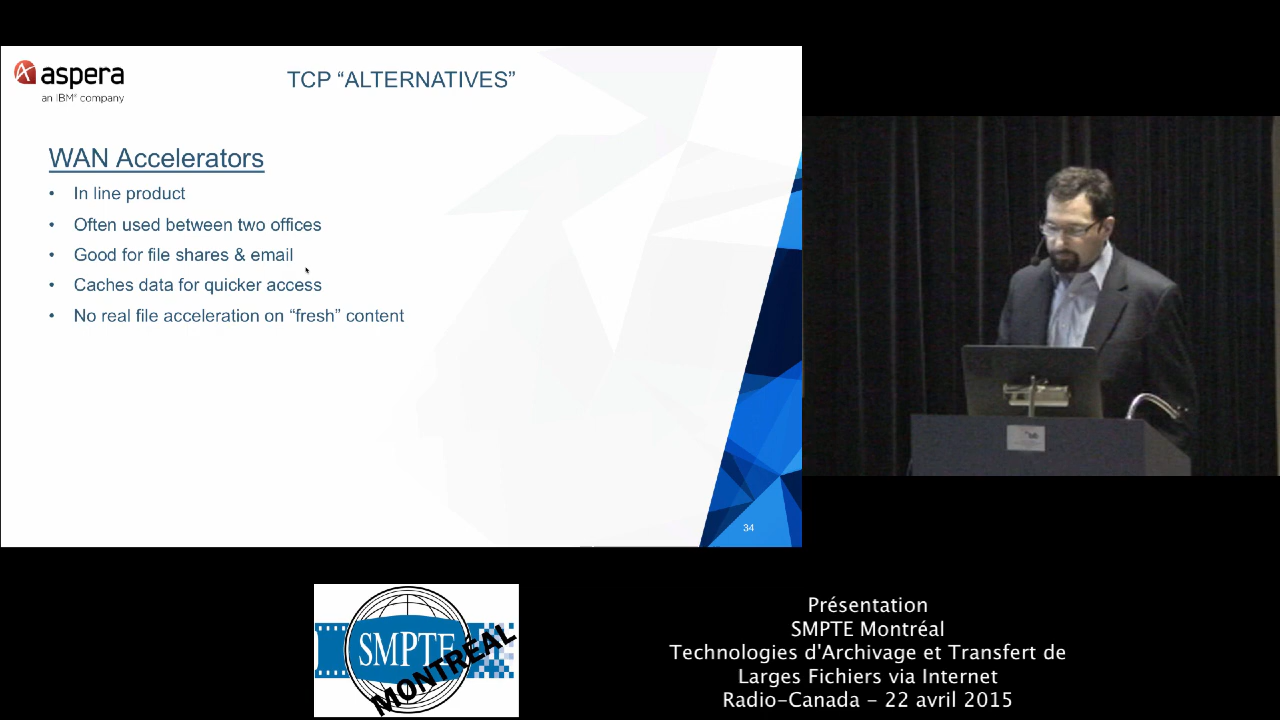 aspera
an IBM® company
TCP “ALTERNATIVES”
WAN Accelerators
• In line product
• Often used between two offices
• Good for file shares & email
• Caches data for quicker access
• No real file acceleration on “fresh” content
34
SMPTE
MONTRÉAL
Présentation
SMPTE Montréal
Technologies d'Archivage et Transfert de
Larges Fichiers via Internet
Radio-Canada - 22 avril 2015